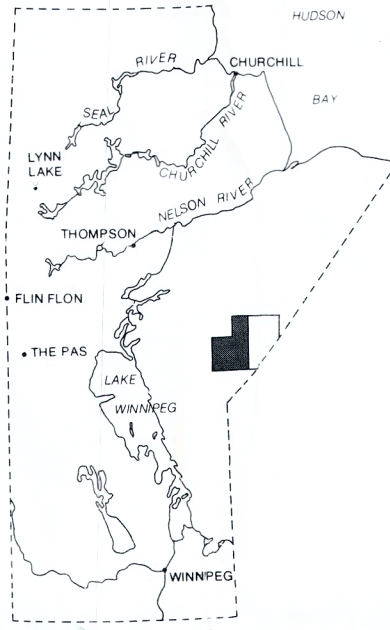 HUDSON
BAY
RIVER
SEAL
CHURCHILL
CHURCHILL RIVER
LYNN
LAKE
NELSON RIVER
THOMPSON
FLIN FLON
THE PAS
LAKE
WINNIPEG
WINNIPEG